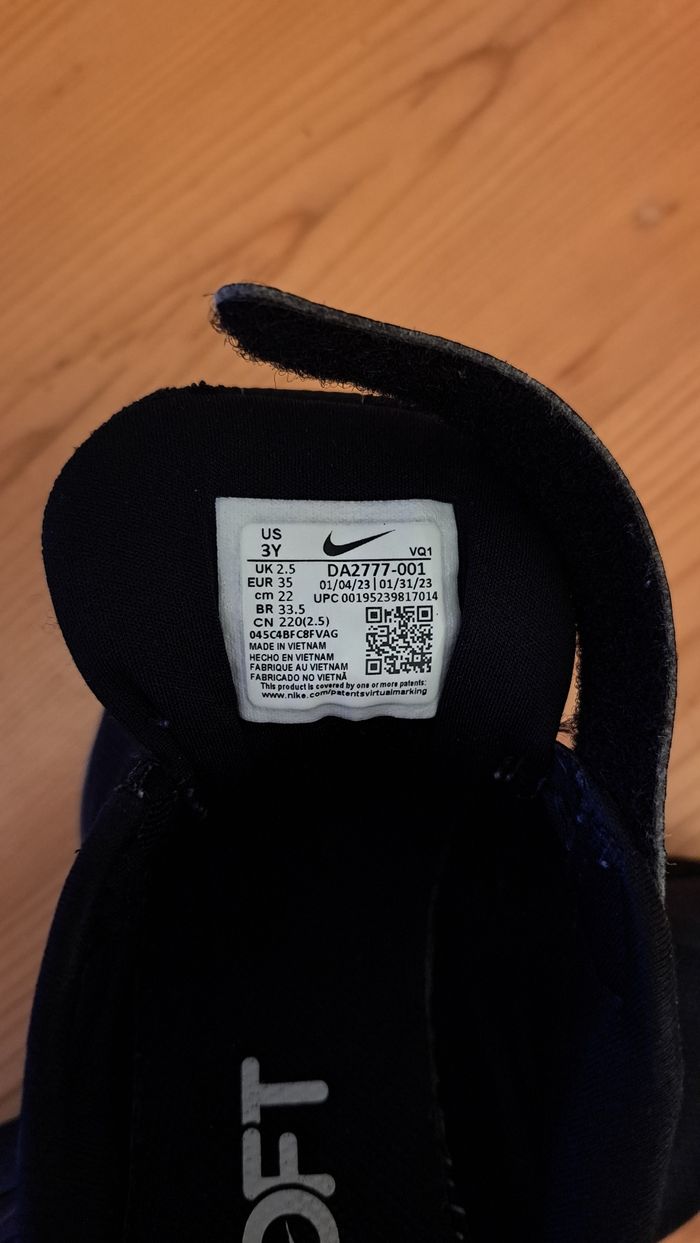 US
3Y
VQ1
UK 2.5
DA2777-001
EUR 35
01/04/23 | 01/31/23
cm 22
UPC 00195239817014
BR 33.5
CN 220(2.5)
045C4BFC8FVAG
MADE IN VIETNAM
HECHO EN VIETNAM
FABRIQUE AU VIETNAM
FABRICADO NO VIETNÃ
This product is covered by one or more patents:
www.nike.com/patentsvirtualmarking
OFT